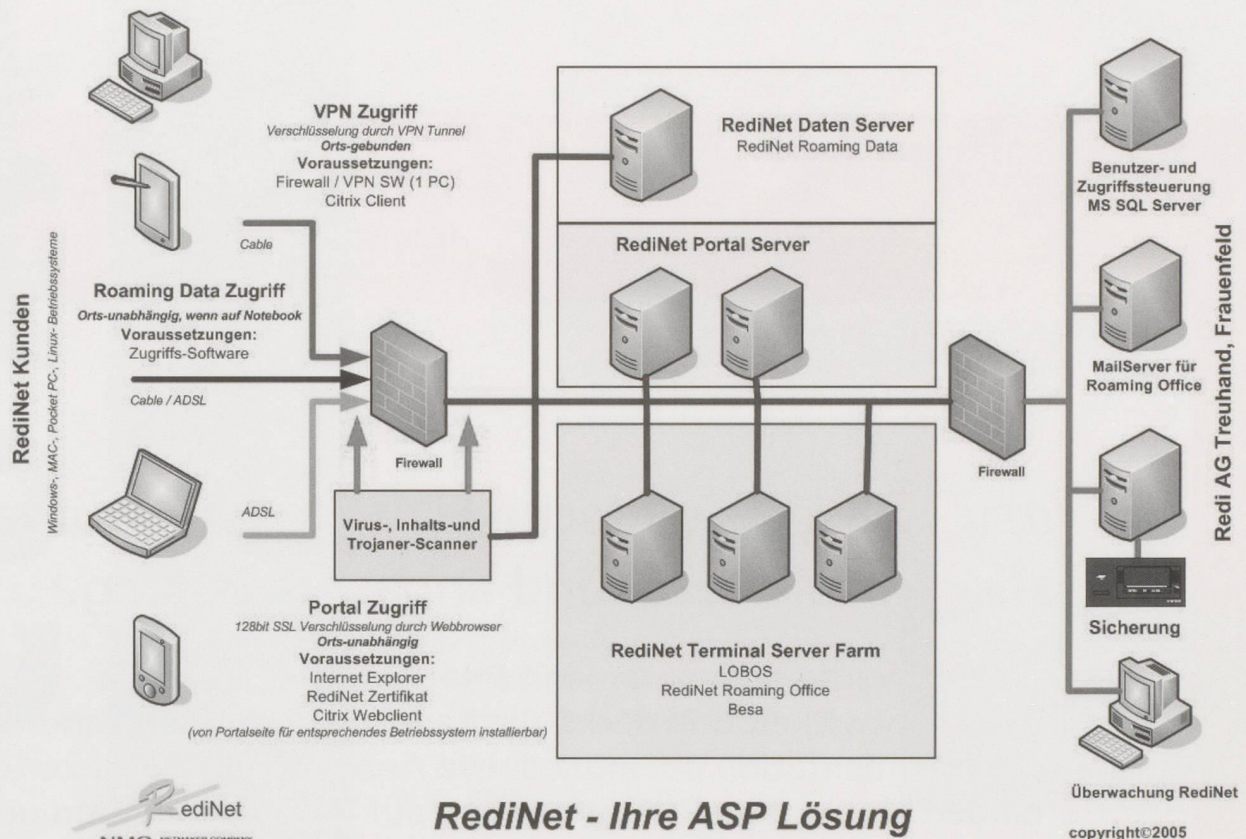 RediNet Kunden
Windows-, MAC-, Pocket PC-, Linux- Betriebssysteme
VPN Zugriff
Verschlüsselung durch VPN Tunnel
Orts-gebunden
Voraussetzungen:
Firewall / VPN SW (1 PC)
Citrix Client
Cable
Roaming Data Zugriff
Orts-unabhängig, wenn auf Notebook
Voraussetzungen:
Zugriffs-Software
Cable / ADSL
ADSL
Firewall
Virus-, Inhalts-und
Trojaner-Scanner
Portal Zugriff
128bit SSL Verschlüsselung durch Webbrowser
Orts-unabhängig
Voraussetzungen:
Internet Explorer
RediNet Zertifikat
Citrix Webclient
(von Portalseite für entsprechendes Betriebssystem installierbar)
RediNet Daten Server
RediNet Roaming Data
RediNet Portal Server
RediNet Terminal Server Farm
LOBOS
RediNet Roaming Office
Besa
Firewall
Benutzer- und
Zugriffssteuerung
MS SQL Server
MailServer für
Roaming Office
Sicherung
Überwachung RediNet
Redi AG Treuhand, Frauenfeld
RediNet
RediNet - Ihre ASP Lösung
copyright©2005